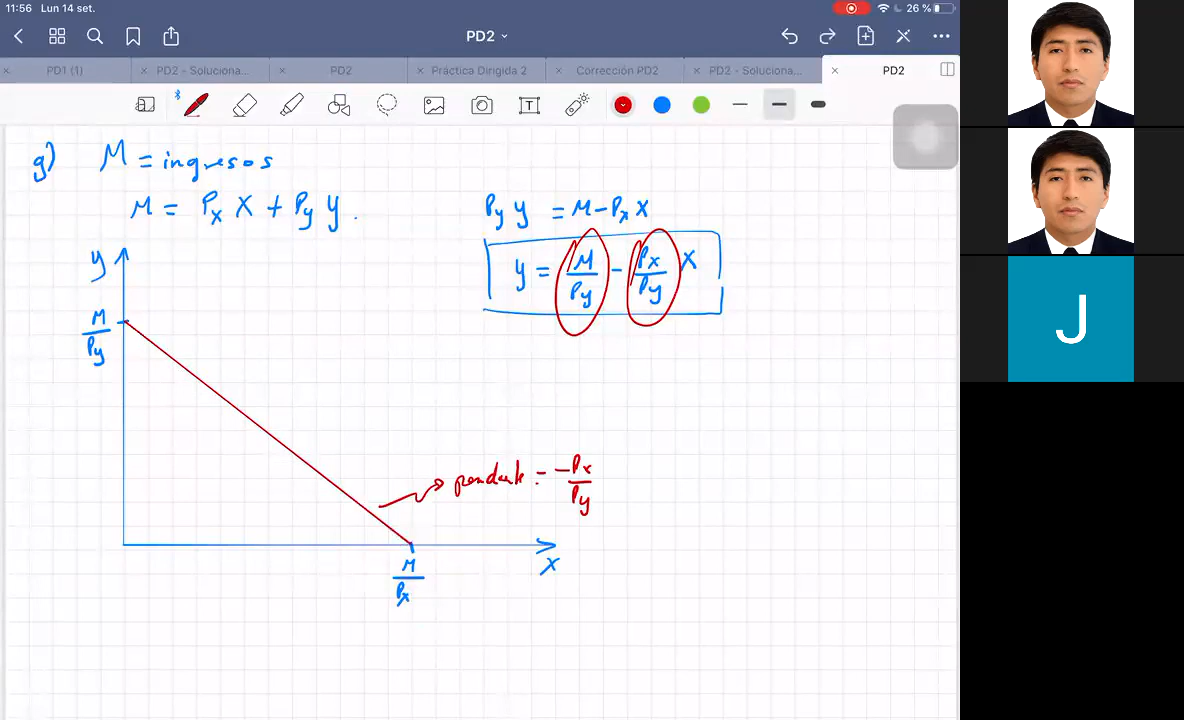 11:56 Lun 14 set.
26 %
PD2
PD1 (1)
PD2 - Soluciona...
PD2
Práctica Dirigida 2
Corrección PD2
PD2 - Soluciona...
PD2
g) M = ingresos
M = Px X + Py y.
Py y = M - Px X
y = M/Py - Px/Py X
y
M/Py
pendiente = -Px/Py
X
M/Px
J